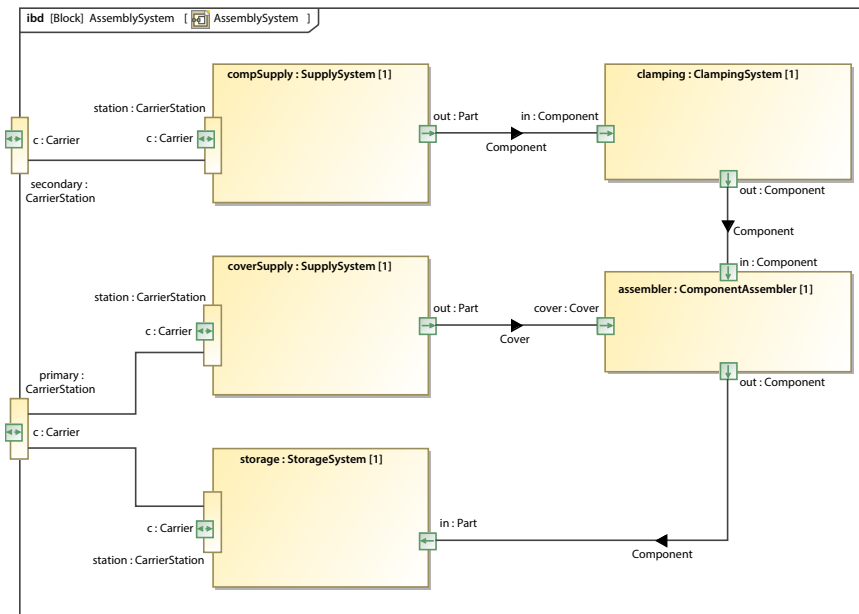 ibd [Block] AssemblySystem [ AssemblySystem ]
compSupply : SupplySystem [1]
clamping : ClampingSystem [1]
station : CarrierStation
out : Part
in : Component
c : Carrier
c : Carrier
Component
secondary :
CarrierStation
out : Component
Component
in : Component
coverSupply : SupplySystem [1]
assembler : ComponentAssembler [1]
station : CarrierStation
out : Part
cover : Cover
c : Carrier
Cover
primary :
CarrierStation
out : Component
c : Carrier
storage : StorageSystem [1]
in : Part
c : Carrier
Component
station : CarrierStation